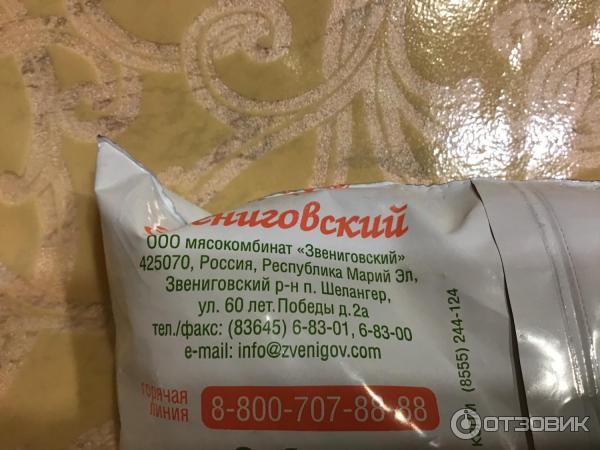 Звениговский
ООО мясокомбинат «Звениговский»
425070, Россия, Республика Марий Эл,
Звениговский р-н п. Шелангер,
ул. 60 лет.Победы д.2а
тел./факс: (83645) 6-83-01, 6-83-00
e-mail: info@zvenigov.com
горячая
линия
8-800-707-88-88
(8555) 244-124
ОТЗОВИК